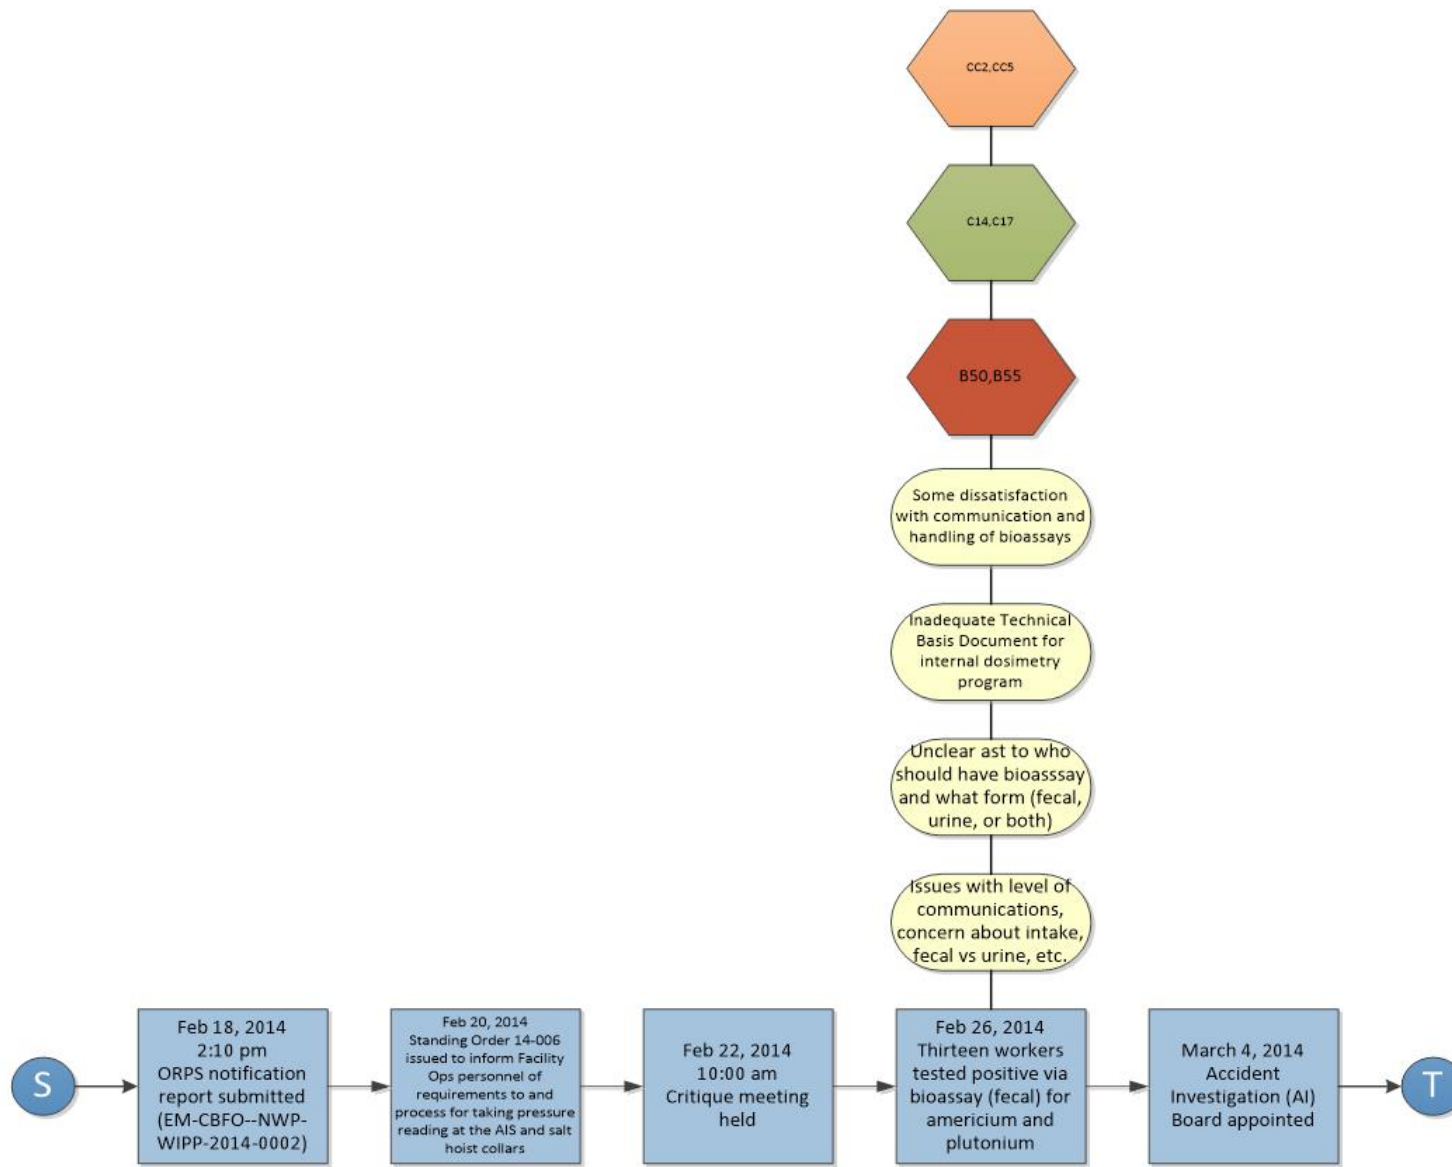 CC2,CC5
C14,C17
B50,B55
Some dissatisfaction
with communication and
handling of bioassays
Inadequate Technical
Basis Document for
internal dosimetry
program
Unclear ast to who
should have bioasssay
and what form (fecal,
urine, or both)
Issues with level of
communications,
concern about intake,
fecal vs urine, etc.
S
Feb 18, 2014
2:10 pm
ORPS notification
report submitted
(EM-CBFO--NWP-
WIPP-2014-0002)
Feb 20, 2014
Standing Order 14-006
issued to inform Facility
Ops personnel of
requirements to and
process for taking pressure
reading at the AIS and salt
hoist collars
Feb 22, 2014
10:00 am
Critique meeting
held
Feb 26, 2014
Thirteen workers
tested positive via
bioassay (fecal) for
americium and
plutonium
March 4, 2014
Accident
Investigation (AI)
Board appointed
T